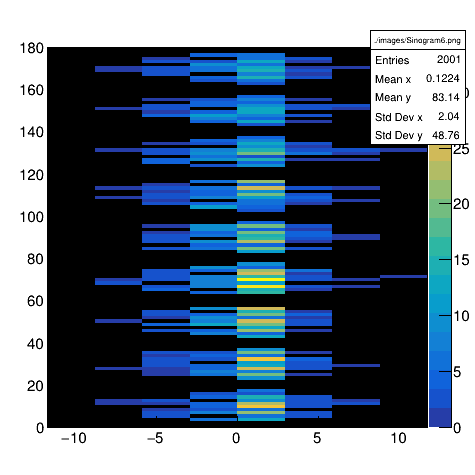 ./images/Sinogram6.png
Entries 2001
Mean x 0.1224
Mean y 83.14
Std Dev x 2.04
Std Dev y 48.76
180
160
140
120
100
80
60
40
20
0
−10 −5 0 5 10
25
20
15
10
5
0